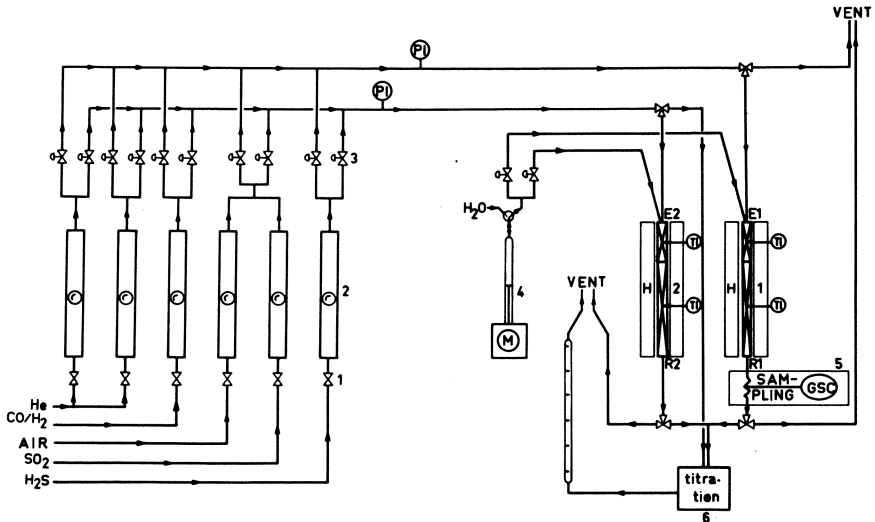 VENT
PI
PI
3
H₂O
E2
E1
TI
TI
VENT
4
H
2
H
1
2
TI
TI
M
R2
R1
5
SAM-
PLING
GSC
1
He
CO/H₂
AIR
SO₂
H₂S
titra-
tion
6